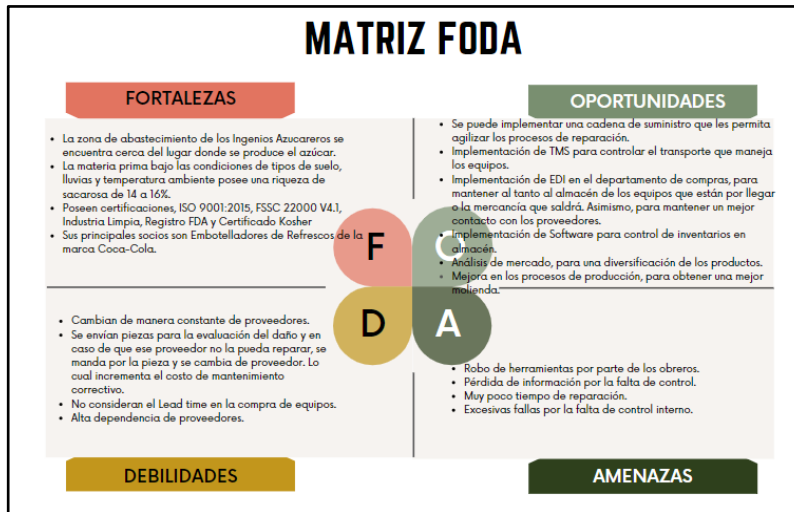 MATRIZ FODA
FORTALEZAS
• La zona de abastecimiento de los Ingenios Azucareros se
encuentra cerca del lugar donde se produce el azúcar.
• La materia prima bajo las condiciones de tipos de suelo,
lluvias y temperatura ambiente posee una riqueza de
sacarosa de 14 a 16%.
• Poseen certificaciones, ISO 9001:2015, FSSC 22000 V4.1,
Industria Limpia, Registro FDA y Certificado Kosher
• Sus principales socios son Embotelladores de Refrescos de la
marca Coca-Cola.
OPORTUNIDADES
• Se puede implementar una cadena de suministro que les permita
agilizar los procesos de reparación.
• Implementación de TMS para controlar el transporte que maneja
los equipos.
• Implementación de EDI en el departamento de compras, para
mantener al tanto al almacén de los equipos que están por llegar
o la mercancía que saldrá. Asimismo, para mantener un mejor
contacto con los proveedores.
• Implementación de Software para control de inventarios en
almacén.
• Análisis de mercado, para una diversificación de los productos.
• Mejora en los procesos de producción, para obtener una mejor
molienda.
F
O
D
A
• Cambian de manera constante de proveedores.
• Se envían piezas para la evaluación del daño y en
caso de que ese proveedor no la pueda reparar, se
manda por la pieza y se cambia de proveedor. Lo
cual incrementa el costo de mantenimiento
correctivo.
• No consideran el Lead time en la compra de equipos.
• Alta dependencia de proveedores.
DEBILIDADES
• Robo de herramientas por parte de los obreros.
• Pérdida de información por la falta de control.
• Muy poco tiempo de reparación.
• Excesivas fallas por la falta de control interno.
AMENAZAS